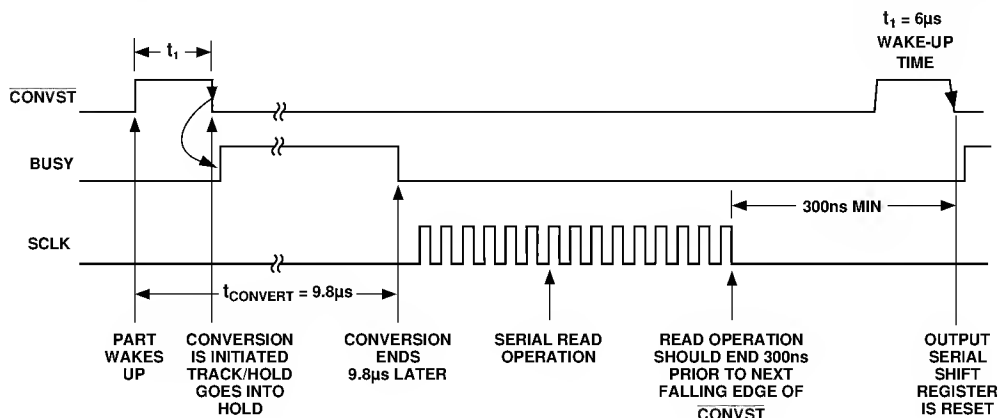 t₁ = 6µs
WAKE-UP
TIME
t₁
CONVST
BUSY
300ns MIN
SCLK
tCONVERT = 9.8µs
PART
WAKES
UP
CONVERSION
IS INITIATED
TRACK/HOLD
GOES INTO
HOLD
CONVERSION
ENDS
9.8µs LATER
SERIAL READ
OPERATION
READ OPERATION
SHOULD END 300ns
PRIOR TO NEXT
FALLING EDGE OF
CONVST
OUTPUT
SERIAL
SHIFT
REGISTER
IS RESET